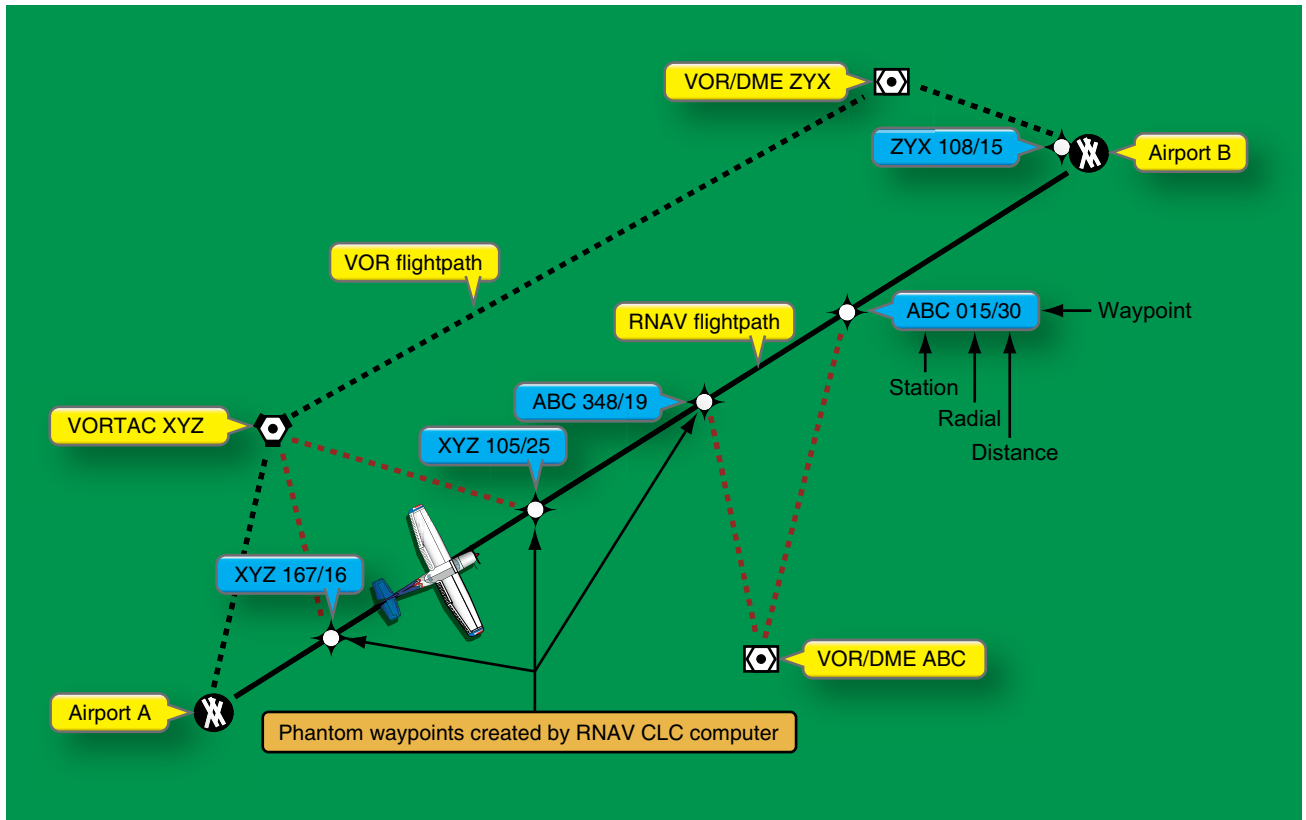 VOR/DME ZYX
ZYX 108/15
Airport B
VOR flightpath
RNAV flightpath
ABC 015/30
Waypoint
Station
Radial
Distance
ABC 348/19
VORTAC XYZ
XYZ 105/25
XYZ 167/16
VOR/DME ABC
Airport A
Phantom waypoints created by RNAV CLC computer